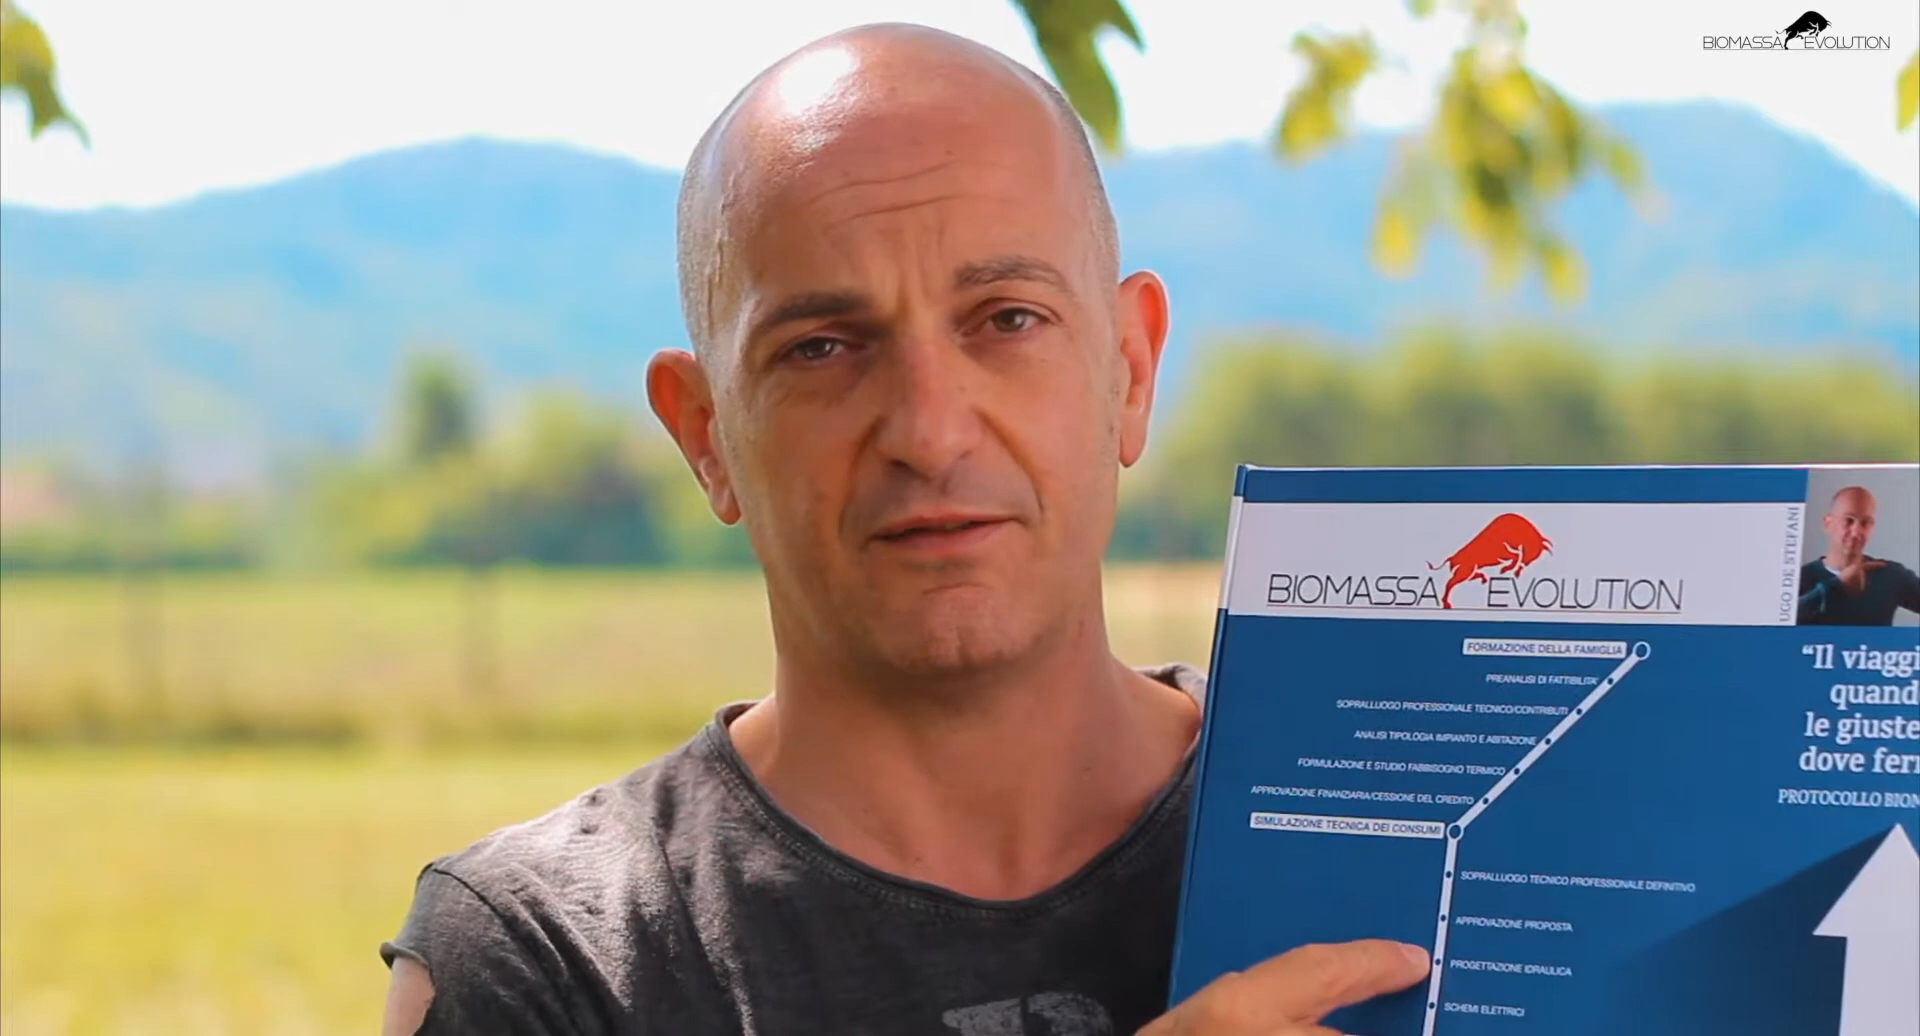 BIOMASSA EVOLUTION
BIOMASSA EVOLUTION
UGO DE STEFANI
FORMAZIONE DELLA FAMIGLIA
PREANALISI DI FATTIBILITA'
SOPRALLUOGO PROFESSIONALE TECNICO/CONTRIBUTI
ANALISI TIPOLOGIA IMPIANTO E ABITAZIONE
FORMULAZIONE E STUDIO FABBISOGNO TERMICO
APPROVAZIONE FINANZIARIA/CESSIONE DEL CREDITO
SIMULAZIONE TECNICA DEI CONSUMI
SOPRALLUOGO TECNICO PROFESSIONALE DEFINITIVO
APPROVAZIONE PROPOSTA
PROGETTAZIONE IDRAULICA
SCHEMI ELETTRICI
“Il viaggi
quand
le giuste
dove fer
PROTOCOLLO BIOM